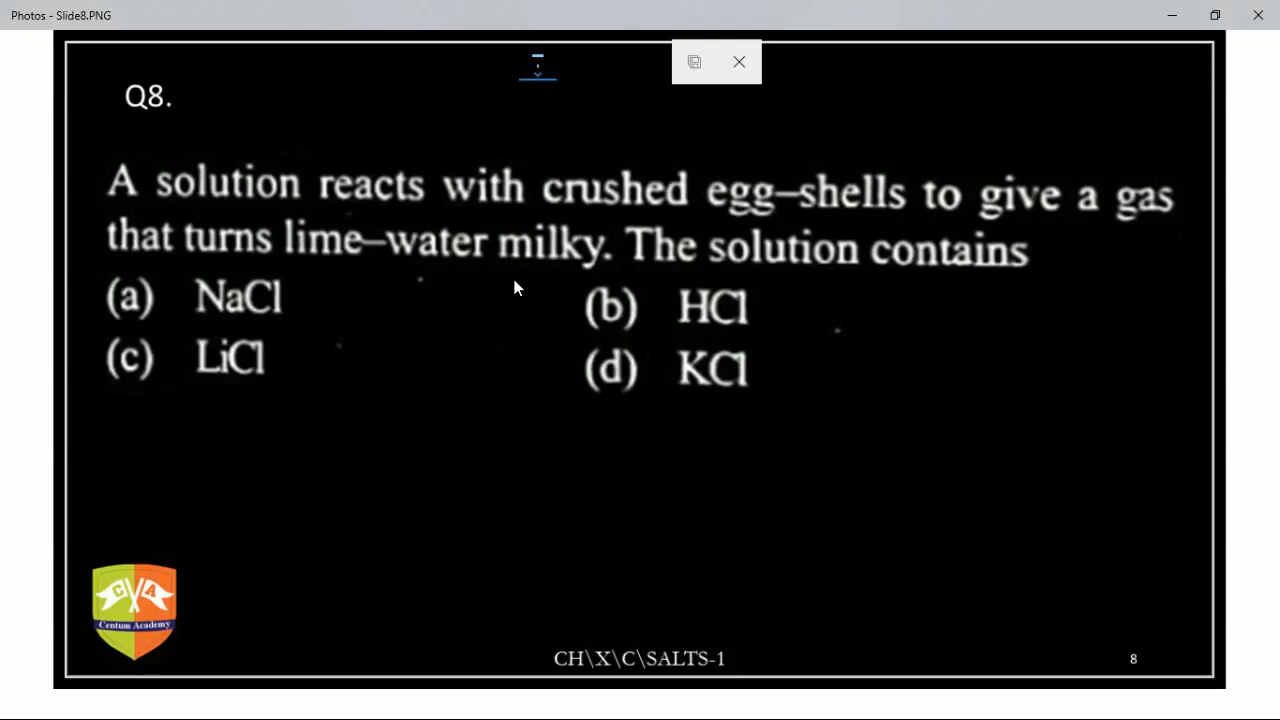 Photos - Slide8.PNG
Q8.
A solution reacts with crushed egg–shells to give a gas
that turns lime–water milky. The solution contains
(a) NaCl (b) HCl
(c) LiCl (d) KCl
C A
Centum Academy
CH\X\C\SALTS-1 8